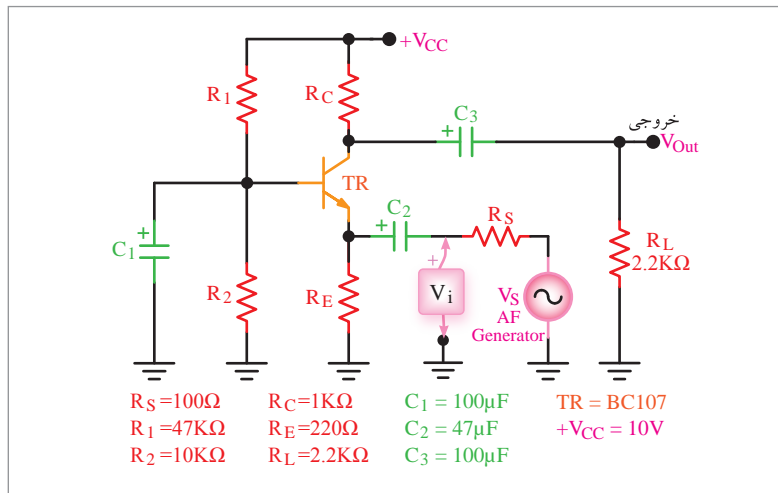 +VCC
R1
RC
C3
خروجی
VOut
TR
C2
RS
C1
RL
2.2KΩ
R2
RE
Vi
VS
AF
Generator
RS=100Ω
RC=1KΩ
C1 = 100µF
TR = BC107
R1=47KΩ
RE=220Ω
C2 = 47µF
+VCC = 10V
R2=10KΩ
RL=2.2KΩ
C3 = 100µF